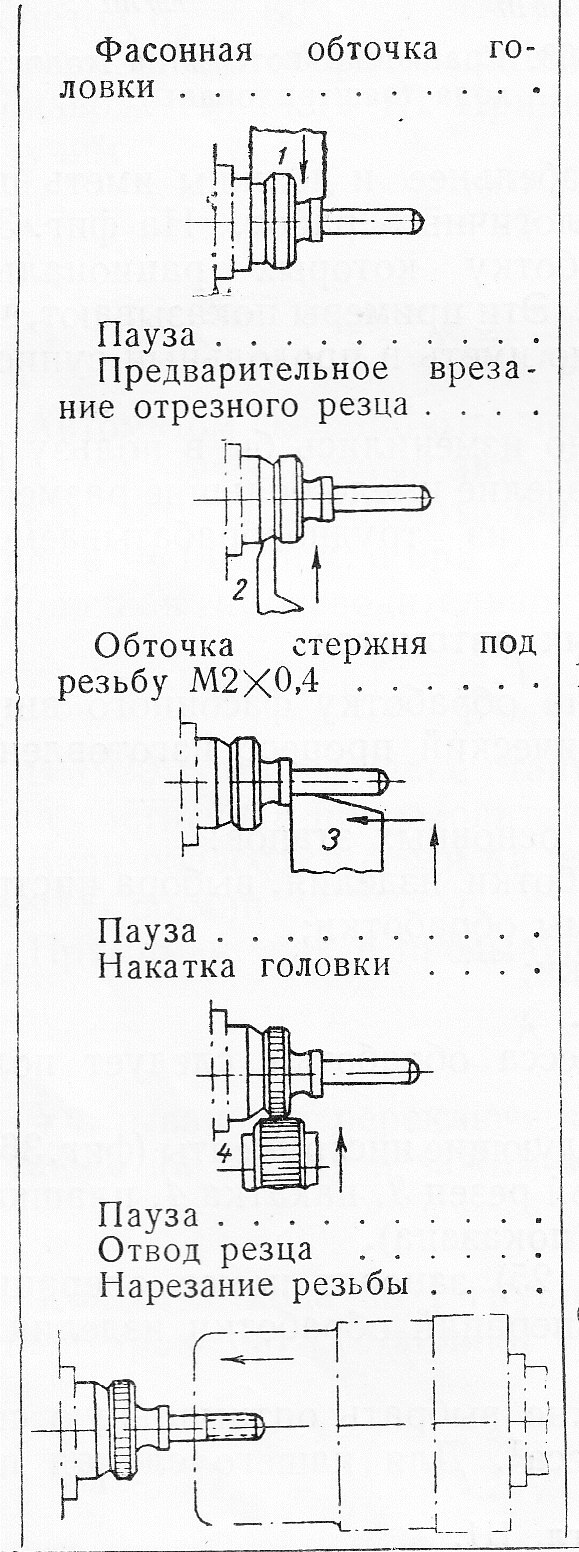 Фасонная обточка го-
ловки . . . . . . . . . . . .
1
Пауза . . . . . . . . . . .
Предварительное вреза-
ние отрезного резца . . . .
2
Обточка стержня под
резьбу М2×0,4 . . . . . .
3
Пауза . . . . . . . . . . .
Накатка головки . . . .
4
Пауза . . . . . . . . . . .
Отвод резца . . . . . .
Нарезание резьбы . . . .